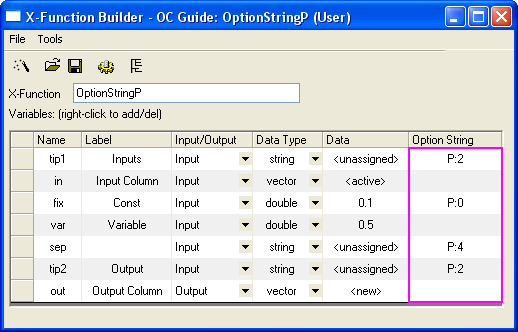 X-Function Builder - OC Guide: OptionStringP (User)
File Tools
X-Function OptionStringP
Variables: (right-click to add/del)
Name Label Input/Output Data Type Data Option String
tip1 Inputs Input string <unassigned> P:2
in Input Column Input vector <active>
fix Const Input double 0.1 P:0
var Variable Input double 0.5
sep Input string <unassigned> P:4
tip2 Output Input string <unassigned> P:2
out Output Column Output vector <new>